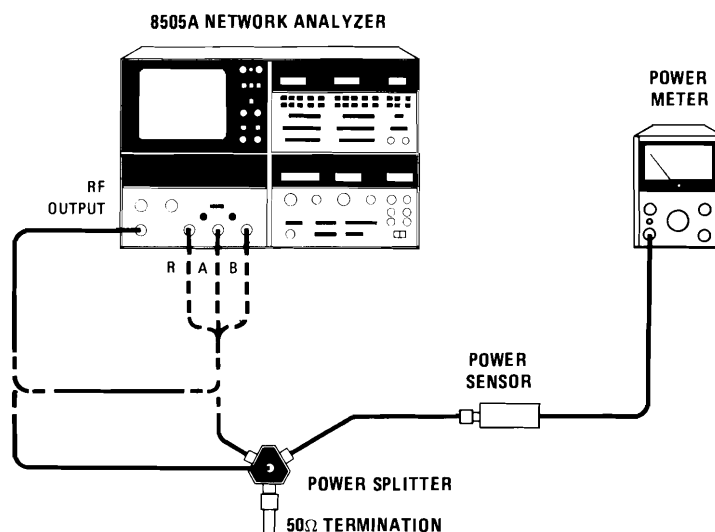 8505A NETWORK ANALYZER
POWER
METER
RF
OUTPUT
R A B
POWER
SENSOR
POWER SPLITTER
50Ω TERMINATION